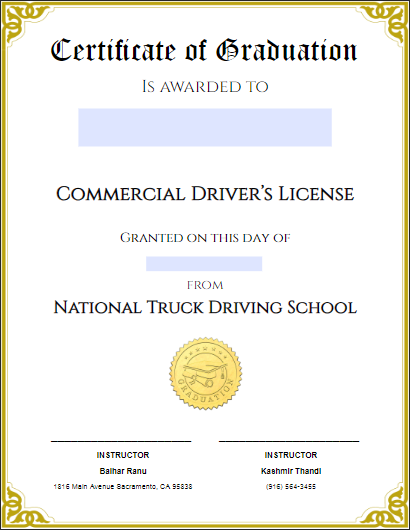 Certificate of Graduation
Is awarded to
Commercial Driver's License
Granted on this day of
from
National Truck Driving School
GRADUATION
INSTRUCTOR
INSTRUCTOR
Balhar Ranu
Kashmir Thandi
1816 Main Avenue Sacramento, CA 95838
(916) 564-3455